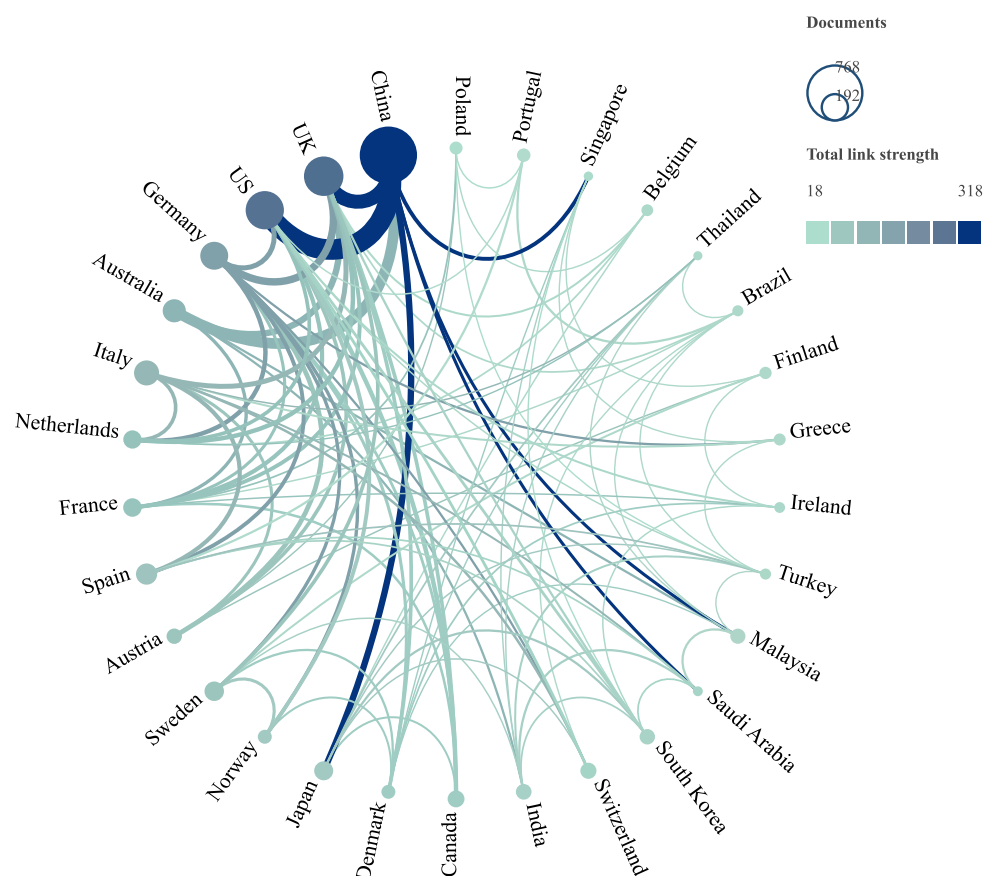 Documents
768
192
Total link strength
18 318
China
Poland
Portugal
Singapore
Belgium
Thailand
Brazil
Finland
Greece
Ireland
Turkey
Malaysia
Saudi Arabia
South Korea
Switzerland
India
Canada
Denmark
Japan
Norway
Sweden
Austria
Spain
France
Netherlands
Italy
Australia
Germany
US
UK